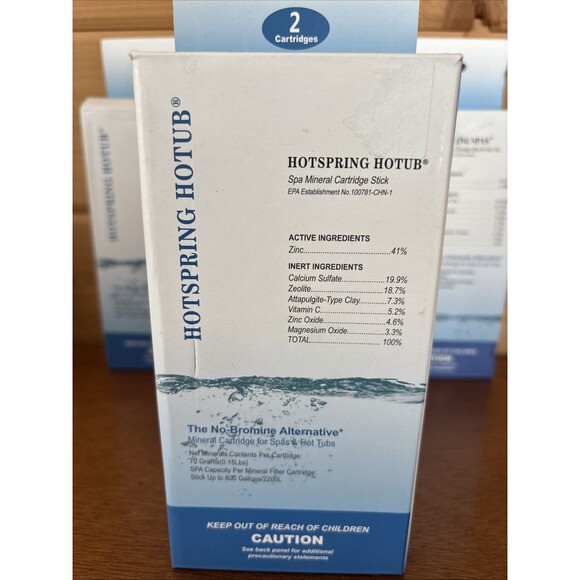 2
Cartridges
HOTSPRING HOTUB®
HOTSPRING HOTUB®
HOTSPRING HOTUB®
Spa Mineral Cartridge Stick
EPA Establishment No.100781-CHN-1
ACTIVE INGREDIENTS
Zinc..............................41%
INERT INGREDIENTS
Calcium Sulfate..............19.9%
Zeolite...........................18.7%
Attapulgite-Type Clay..........7.3%
Vitamin C.........................5.2%
Zinc Oxide.......................4.6%
Magnesium Oxide..............3.3%
TOTAL.........................100%
The No-Bromine Alternative*
Mineral Cartridge for Spas & Hot Tubs
Net Minerals Contents Per Cartridge:
70 Grams(0.15Lbs)
SPA Capacity Per Mineral Filter Cartridge:
Stick Up to 600 Gallons/2200L
KEEP OUT OF REACH OF CHILDREN
CAUTION
See back panel for additional
precautionary statements